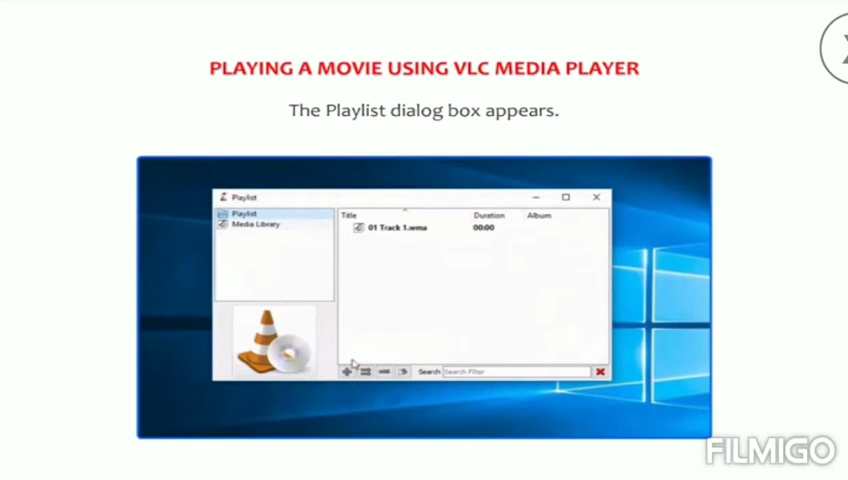 PLAYING A MOVIE USING VLC MEDIA PLAYER
The Playlist dialog box appears.
Playlist
Playlist
Media Library
Title Duration Album
01 Track 1.wma 00:00
Search Search Filter
FILMIGO